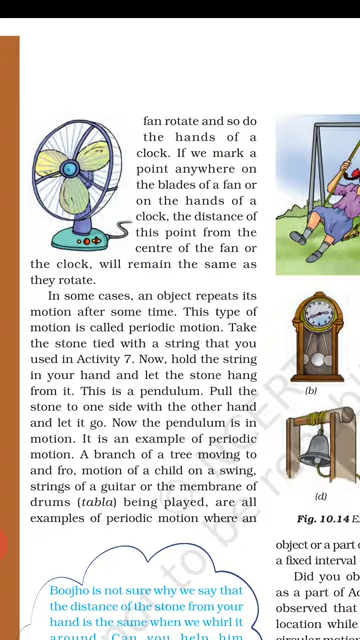 fan rotate and so do
the hands of a
clock. If we mark a
point anywhere on
the blades of a fan or
on the hands of a
clock, the distance of
this point from the
centre of the fan or
the clock, will remain the same as
they rotate.
In some cases, an object repeats its
motion after some time. This type of
motion is called periodic motion. Take
the stone tied with a string that you
used in Activity 7. Now, hold the string
in your hand and let the stone hang
from it. This is a pendulum. Pull the
stone to one side with the other hand
and let it go. Now the pendulum is in
motion. It is an example of periodic
motion. A branch of a tree moving to
and fro, motion of a child on a swing,
strings of a guitar or the membrane of
drums (tabla) being played, are all
examples of periodic motion where an
Boojho is not sure why we say that
the distance of the stone from your
hand is the same when we whirl it
around. Can you help him
(b)
(d)
Fig. 10.14
object or a part
a fixed interval
Did you
as a part of
observed that
location while
circular motion